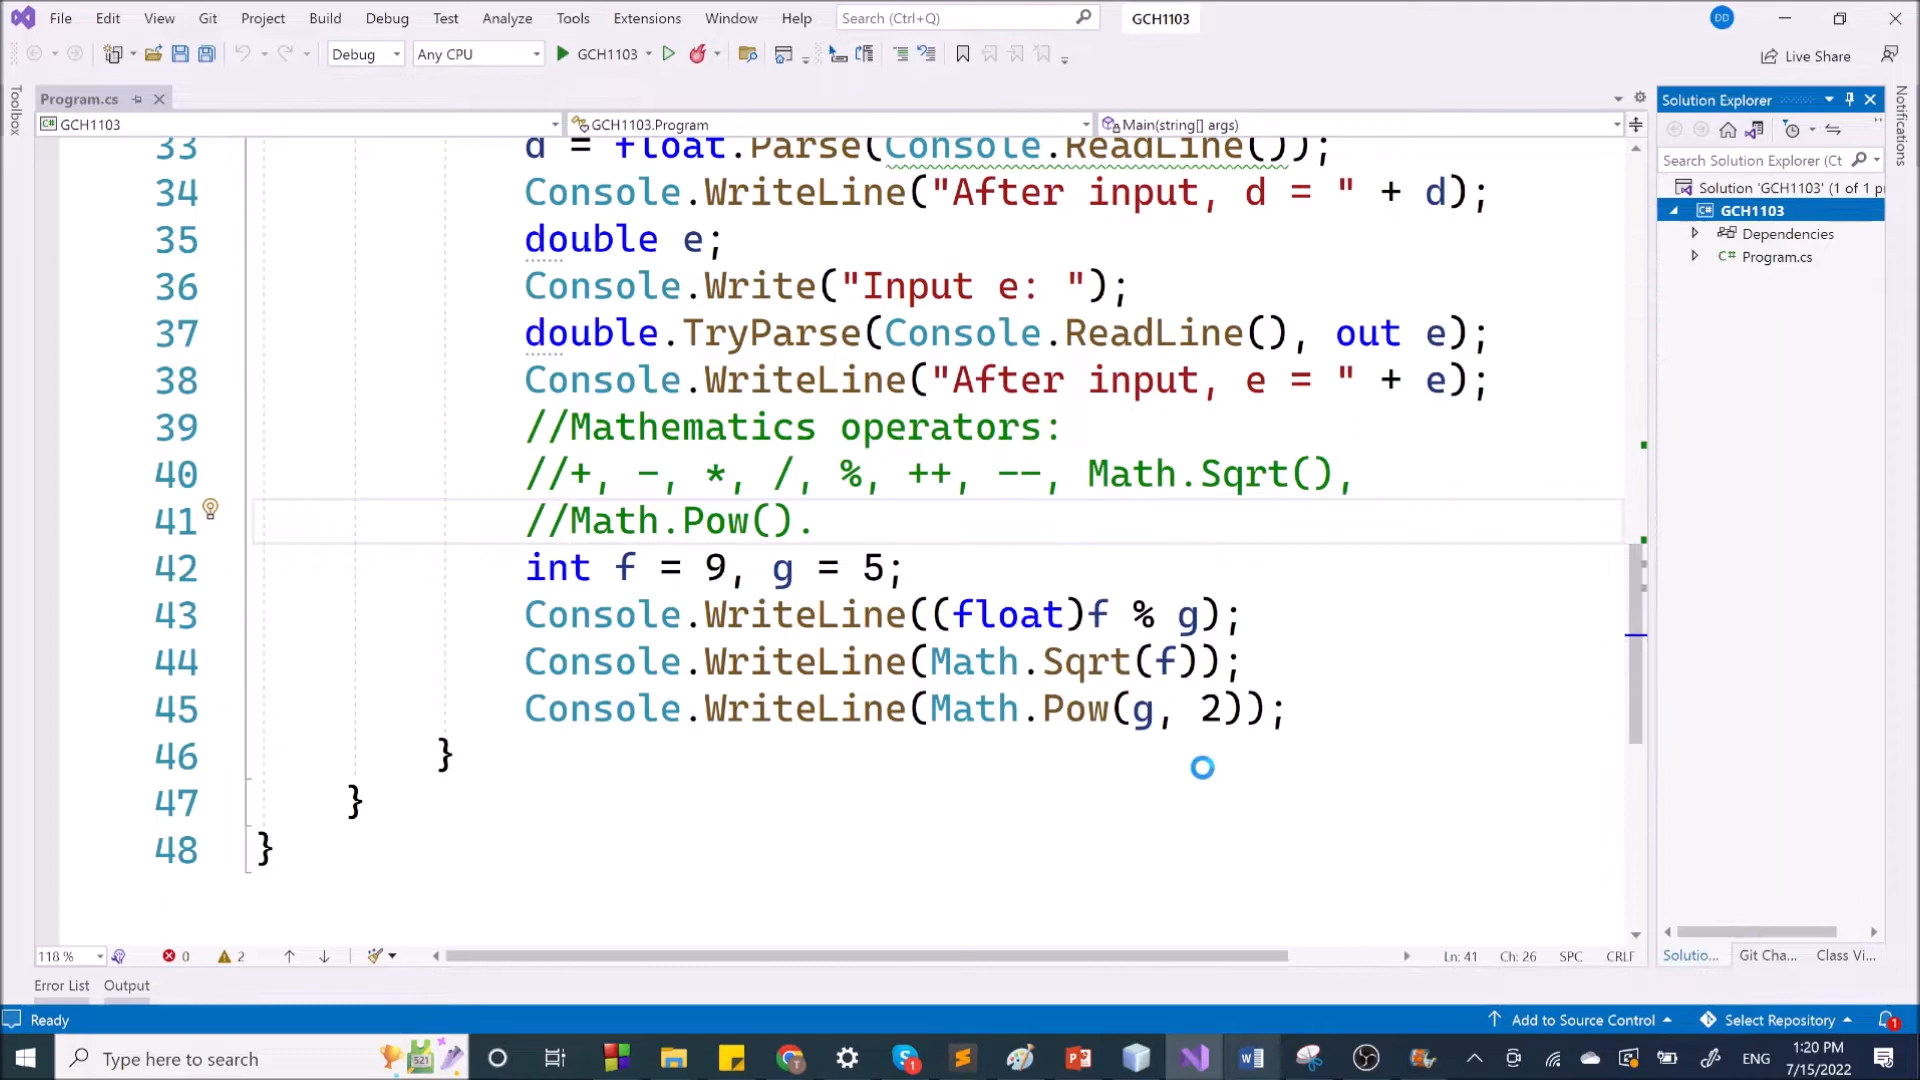 File Edit View Git Project Build Debug Test Analyze Tools Extensions Window Help Search (Ctrl+Q) GCH1103 ĐD
Debug Any CPU GCH1103 Live Share
Toolbox
Program.cs
GCH1103 GCH1103.Program Main(string[] args)
33 d = float.Parse(Console.ReadLine());
34 Console.WriteLine("After input, d = " + d);
35 double e;
36 Console.Write("Input e: ");
37 double.TryParse(Console.ReadLine(), out e);
38 Console.WriteLine("After input, e = " + e);
39 //Mathematics operators:
40 //+, -, *, /, %, ++, --, Math.Sqrt(),
41 //Math.Pow().
42 int f = 9, g = 5;
43 Console.WriteLine((float)f % g);
44 Console.WriteLine(Math.Sqrt(f));
45 Console.WriteLine(Math.Pow(g, 2));
46 }
47 }
48 }
Solution Explorer
Search Solution Explorer (Ct
Solution 'GCH1103' (1 of 1 pr
C# GCH1103
Dependencies
C# Program.cs
Notifications
118 % 0 2 Ln: 41 Ch: 26 SPC CRLF
Solutio... Git Cha... Class Vi...
Error List Output
Ready Add to Source Control Select Repository 1
Type here to search 521 1 ENG 1:20 PM
7/15/2022